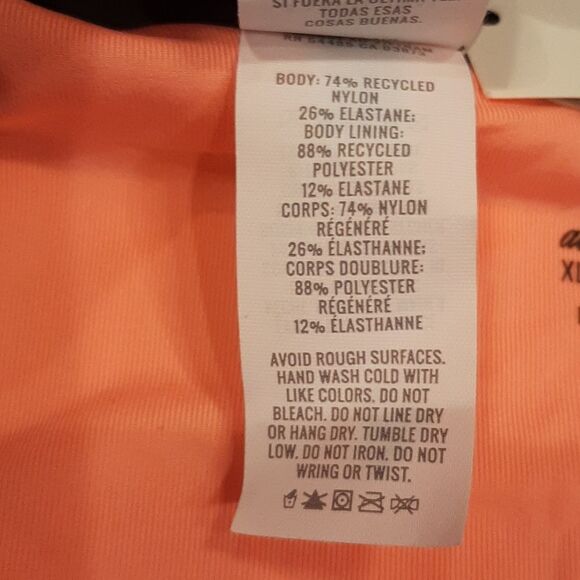 SI FUERA LA
TODAS ESAS
COSAS BUENAS.
BODY: 74% RECYCLED
NYLON
26% ELASTANE;
BODY LINING:
88% RECYCLED
POLYESTER
12% ELASTANE
CORPS: 74% NYLON
RÉGÉNÉRÉ
26% ÉLASTHANNE;
CORPS DOUBLURE:
88% POLYESTER
RÉGÉNÉRÉ
12% ÉLASTHANNE
AVOID ROUGH SURFACES.
HAND WASH COLD WITH
LIKE COLORS. DO NOT
BLEACH. DO NOT LINE DRY
OR HANG DRY. TUMBLE DRY
LOW. DO NOT IRON. DO NOT
WRING OR TWIST.